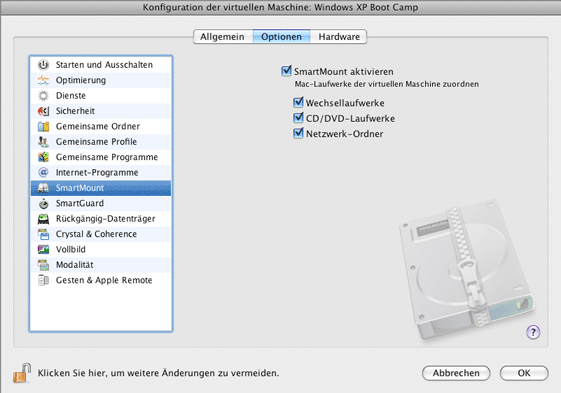 Konfiguration der virtuellen Maschine: Windows XP Boot Camp
Allgemein Optionen Hardware
Starten und Ausschalten
Optimierung
Dienste
Sicherheit
Gemeinsame Ordner
Gemeinsame Profile
Gemeinsame Programme
Internet-Programme
SmartMount
SmartGuard
Rückgängig-Datenträger
Crystal & Coherence
Vollbild
Modalität
Gesten & Apple Remote
SmartMount aktivieren
Mac-Laufwerke der virtuellen Maschine zuordnen
Wechsellaufwerke
CD/DVD-Laufwerke
Netzwerk-Ordner
?
Klicken Sie hier, um weitere Änderungen zu vermeiden.
Abbrechen OK